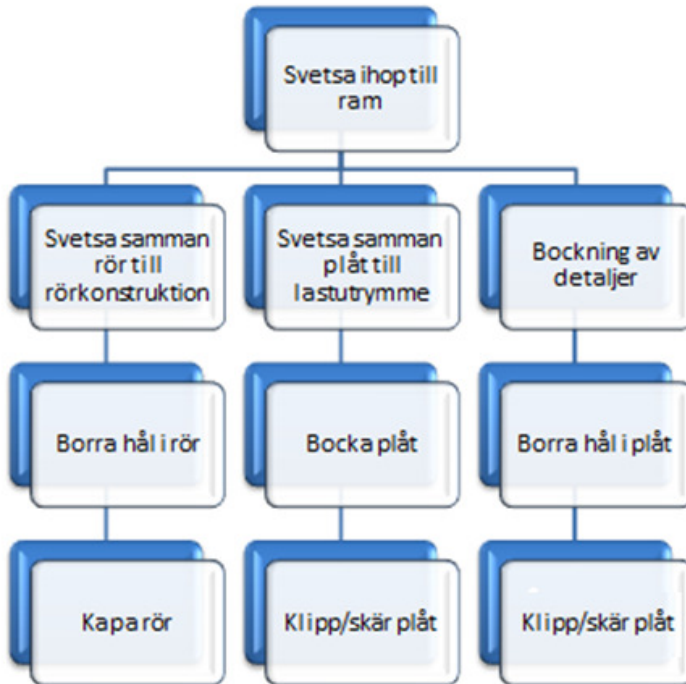 Svetsa ihop till
ram
Svetsa samman
rör till
rörkonstruktion
Svetsa samman
plåt till
lastutrymme
Bockning av
detaljer
Borra hål i rör
Bocka plåt
Borra hål i plåt
Kapa rör
Klipp/skär plåt
Klipp/skär plåt